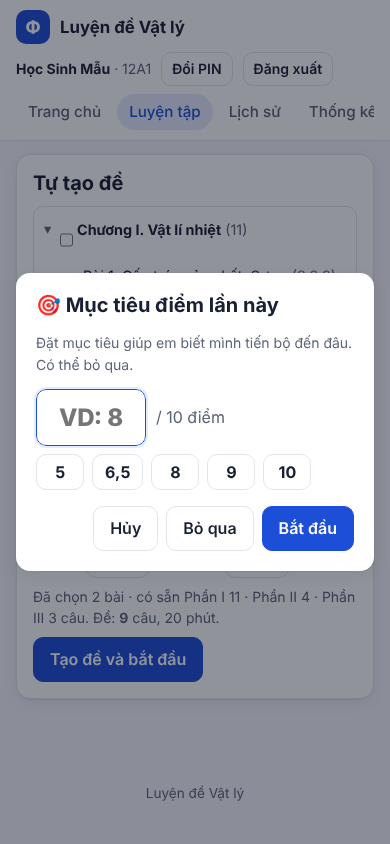 Φ Luyện đề Vật lý
Học Sinh Mẫu · 12A1 Đổi PIN Đăng xuất
Trang chủ Luyện tập Lịch sử Thống kê
Tự tạo đề
▼ Chương I. Vật lí nhiệt (11)
🎯 Mục tiêu điểm lần này
Đặt mục tiêu giúp em biết mình tiến bộ đến đâu.
Có thể bỏ qua.
VD: 8 / 10 điểm
5 6,5 8 9 10
Hủy Bỏ qua Bắt đầu
Đã chọn 2 bài · có sẵn Phần I 11 · Phần II 4 · Phần
III 3 câu. Đề: 9 câu, 20 phút.
Tạo đề và bắt đầu
Luyện đề Vật lý